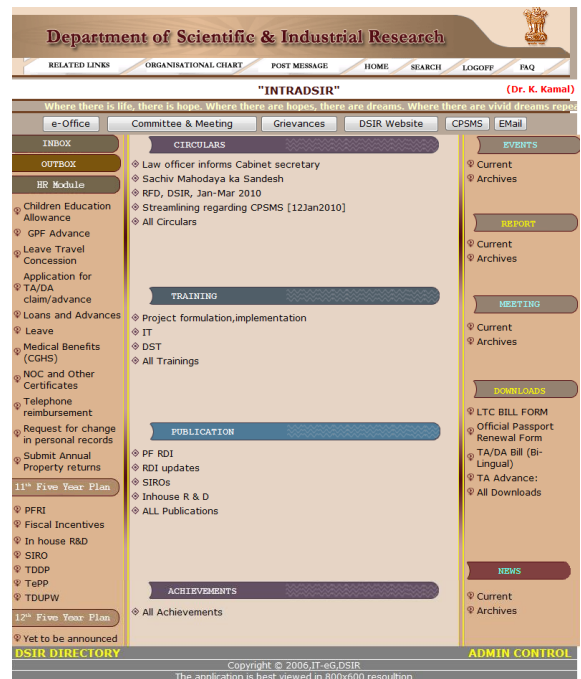 Department of Scientific & Industrial Research
RELATED LINKS ORGANISATIONAL CHART POST MESSAGE HOME SEARCH LOGOFF FAQ
"INTRADSIR" (Dr. K. Kamal)
Where there is life, there is hope. Where there are hopes, there are dreams. Where there are vivid dreams repea
e-Office Committee & Meeting Grievances DSIR Website CPSMS EMail
INBOX
OUTBOX
HR Module
Children Education
Allowance
GPF Advance
Leave Travel
Concession
Application for
TA/DA
claim/advance
Loans and Advances
Leave
Medical Benefits
(CGHS)
NOC and Other
Certificates
Telephone
reimbursement
Request for change
in personal records
Submit Annual
Property returns
11th Five Year Plan
PFRI
Fiscal Incentives
In house R&D
SIRO
TDDP
TePP
TDUPW
12th Five Year Plan
Yet to be announced
CIRCULARS
Law officer informs Cabinet secretary
Sachiv Mahodaya ka Sandesh
RFD, DSIR, Jan-Mar 2010
Streamlining regarding CPSMS [12Jan2010]
All Circulars
TRAINING
Project formulation,implementation
IT
DST
All Trainings
PUBLICATION
PF RDI
RDI updates
SIROs
Inhouse R & D
ALL Publications
ACHIEVEMENTS
All Achievements
EVENTS
Current
Archives
REPORT
Current
Archives
MEETING
Current
Archives
DOWNLOADS
LTC BILL FORM
Official Passport
Renewal Form
TA/DA Bill (Bi-
Lingual)
TA Advance:
All Downloads
NEWS
Current
Archives
DSIR DIRECTORY ADMIN CONTROL
Copyright © 2006,IT-eG,DSIR
The application is best viewed in 800x600 resoultion